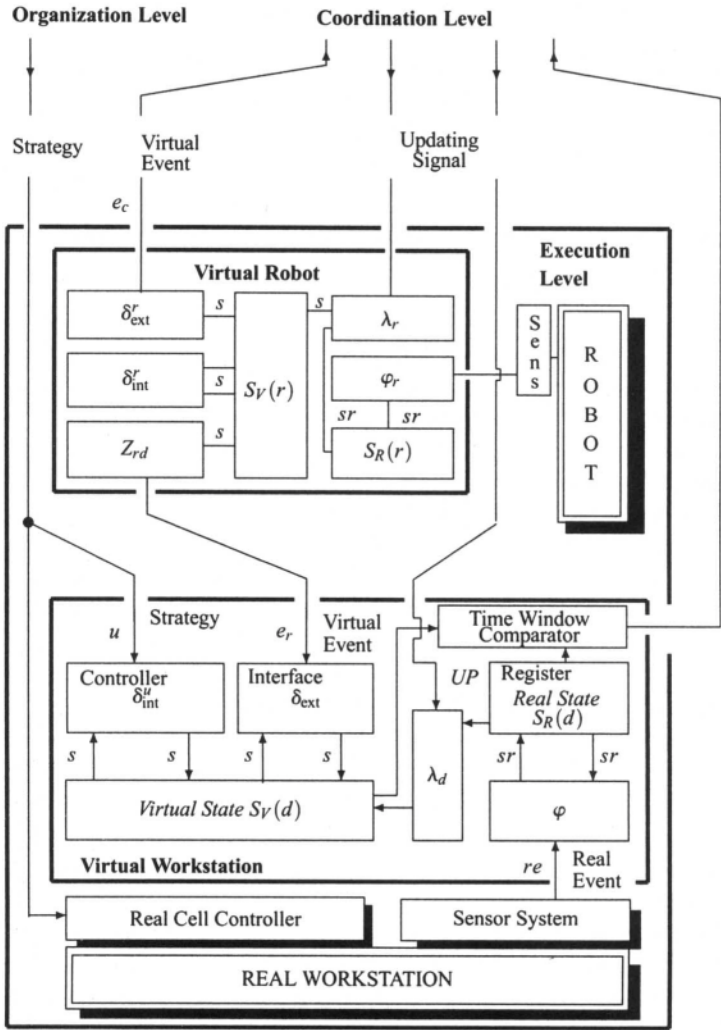 Organization Level
Coordination Level
Strategy
Virtual
Event
Updating
Signal
e_c
Execution
Level
Virtual Robot
δ^r_ext
s
S_V(r)
s
λ_r
δ^r_int
s
s
φ_r
sr
sr
Z_rd
s
S_R(r)
Sens
ROBOT
u
Strategy
e_r
Virtual
Event
Time Window
Comparator
UP
Controller
δ^u_int
Interface
δ_ext
Register
Real State
S_R(d)
s
s
s
s
λ_d
sr
sr
Virtual State S_V(d)
φ
Virtual Workstation
re
Real
Event
Real Cell Controller
Sensor System
REAL WORKSTATION